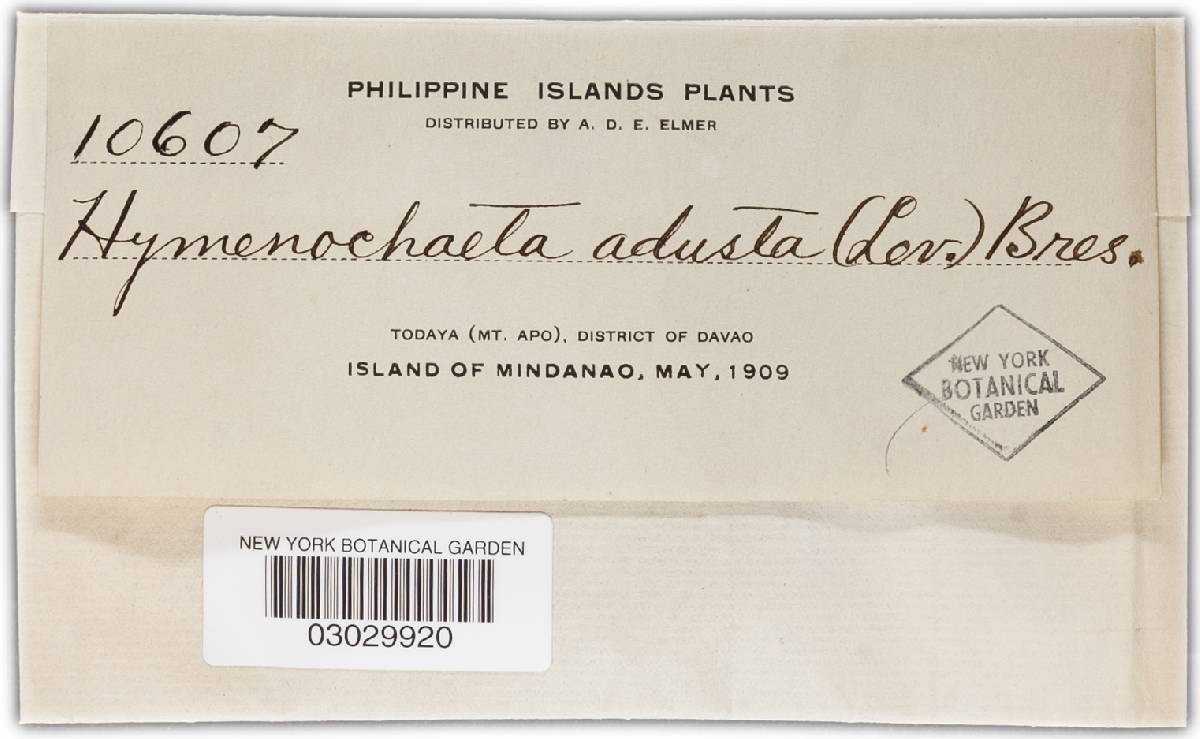 PHILIPPINE ISLANDS PLANTS
DISTRIBUTED BY A. D. E. ELMER
10607
Hymenochaeta adusta (Lev.) Bres.
TODAYA (MT. APO), DISTRICT OF DAVAO
ISLAND OF MINDANAO, MAY, 1909
NEW YORK
BOTANICAL
GARDEN
NEW YORK BOTANICAL GARDEN
03029920